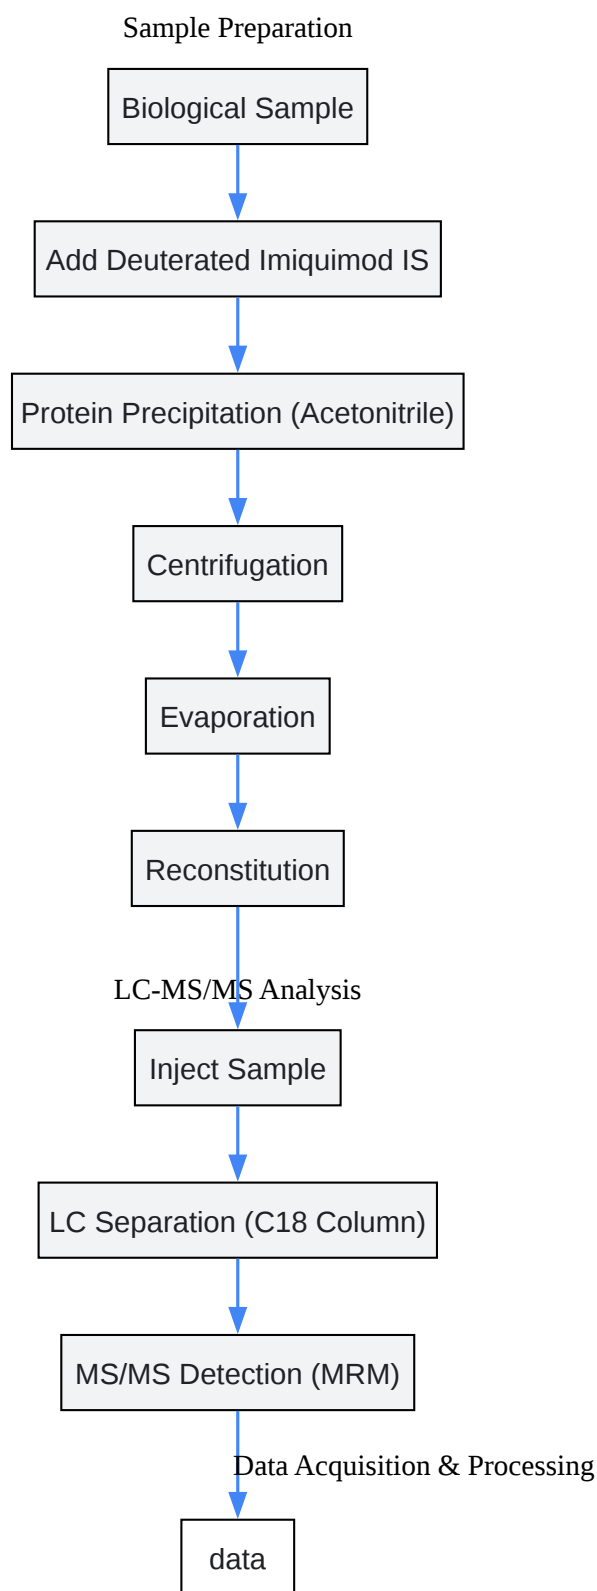 Sample Preparation
Biological Sample
Add Deuterated Imiquimod IS
Protein Precipitation (Acetonitrile)
Centrifugation
Evaporation
Reconstitution
LC-MS/MS Analysis
Inject Sample
LC Separation (C18 Column)
MS/MS Detection (MRM)
Data Acquisition & Processing
data